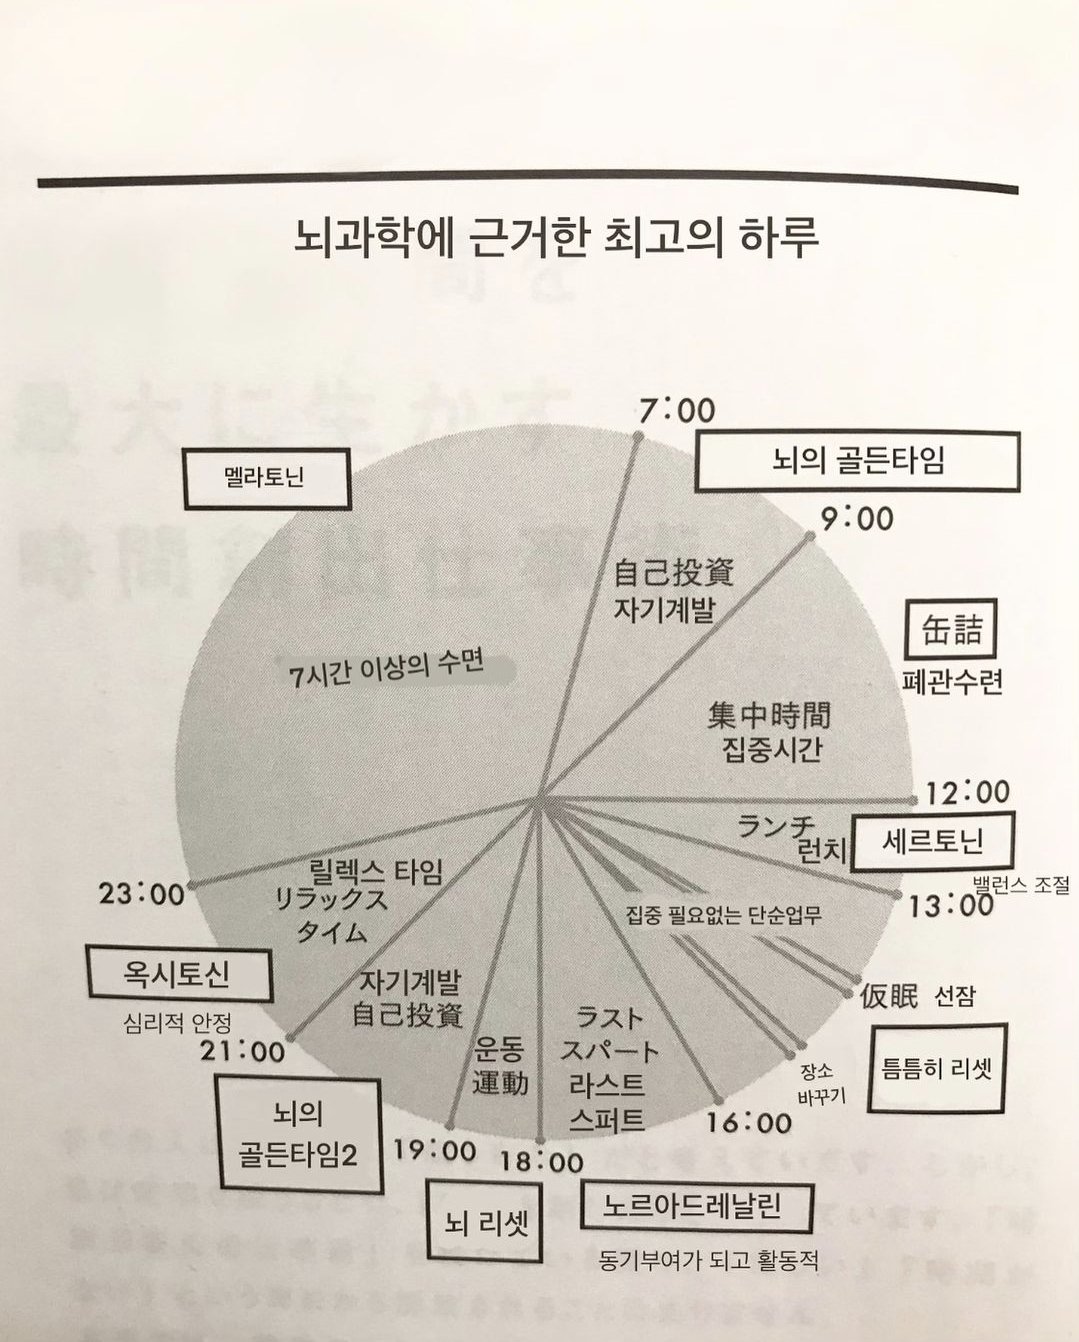 뇌과학에 근거한 최고의 하루
7:00
뇌의 골든타임
멜라토닌
9:00
自己投資
자기계발
缶詰
폐관수련
7시간 이상의 수면
集中時間
집중시간
12:00
ランチ
런치
세르토닌
밸런스 조절
13:00
릴렉스 타임
リラックス
タイム
23:00
집중 필요없는 단순업무
옥시토신
심리적 안정
자기계발
自己投資
仮眠 선잠
21:00
운동
運動
ラスト
スパート
라스트
스퍼트
장소
바꾸기
틈틈히 리셋
16:00
뇌의
골든타임2
19:00
18:00
뇌 리셋
노르아드레날린
동기부여가 되고 활동적